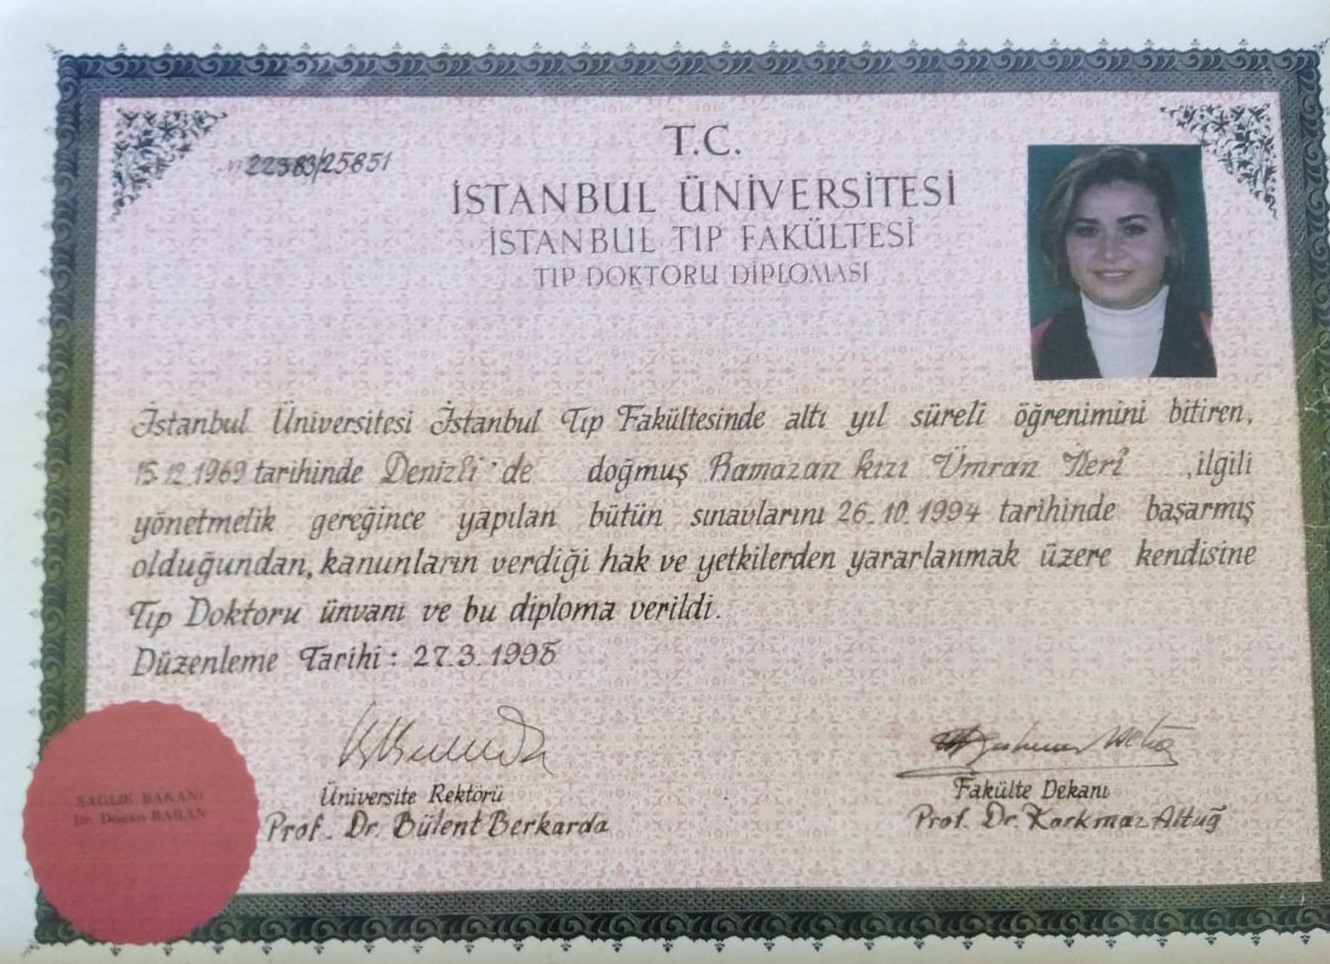 22583/25851
T.C.
İSTANBUL ÜNİVERSİTESİ
İSTANBUL TIP FAKÜLTESİ
TIP DOKTORU DİPLOMASI
İstanbul Üniversitesi İstanbul Tıp Fakültesinde altı yıl süreli öğrenimini bitiren,
15.12.1969 tarihinde Denizli'de doğmuş Ramazan kızı Ümran İleri , ilgili
yönetmelik gereğince yapılan bütün sınavlarını 26.10.1994 tarihinde başarmış
olduğundan, kanunların verdiği hak ve yetkilerden yararlanmak üzere kendisine
Tıp Doktoru ünvanı ve bu diploma verildi.
Düzenleme Tarihi : 27.3.1995
Üniversite Rektörü
Prof. Dr. Bülent Berkarda
Fakülte Dekanı
Prof. Dr. Korkmaz Altuğ
SAĞLIK BAKANI
Dr. Doğan BARAN